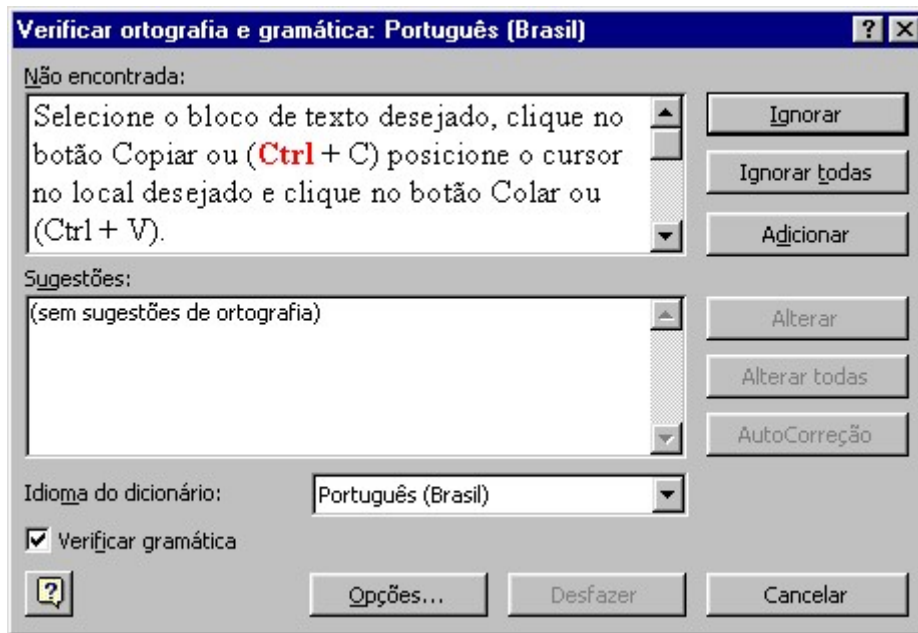 Verificar ortografia e gramática: Português (Brasil)
Não encontrada:
Selecione o bloco de texto desejado, clique no
botão Copiar ou (Ctrl + C) posicione o cursor
no local desejado e clique no botão Colar ou
(Ctrl + V).
Ignorar
Ignorar todas
Adicionar
Sugestões:
(sem sugestões de ortografia)
Alterar
Alterar todas
AutoCorreção
Idioma do dicionário:
Português (Brasil)
Verificar gramática
Opções...
Desfazer
Cancelar